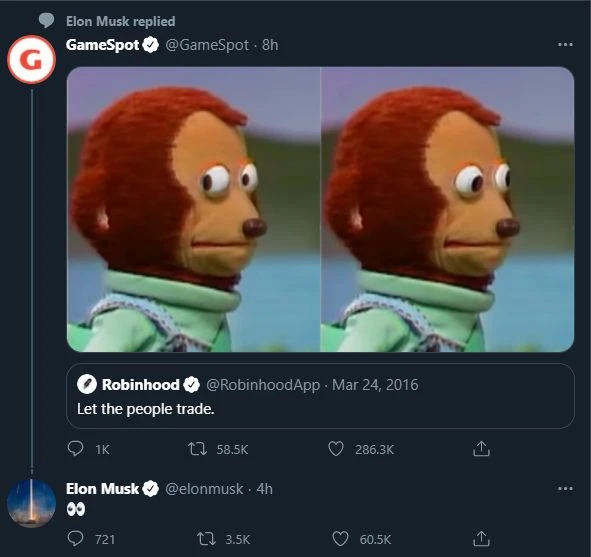 Elon Musk replied
GameSpot @GameSpot · 8h
G
Robinhood @RobinhoodApp · Mar 24, 2016
Let the people trade.
1K 58.5K 286.3K
Elon Musk @elonmusk · 4h
👀
721 3.5K 60.5K